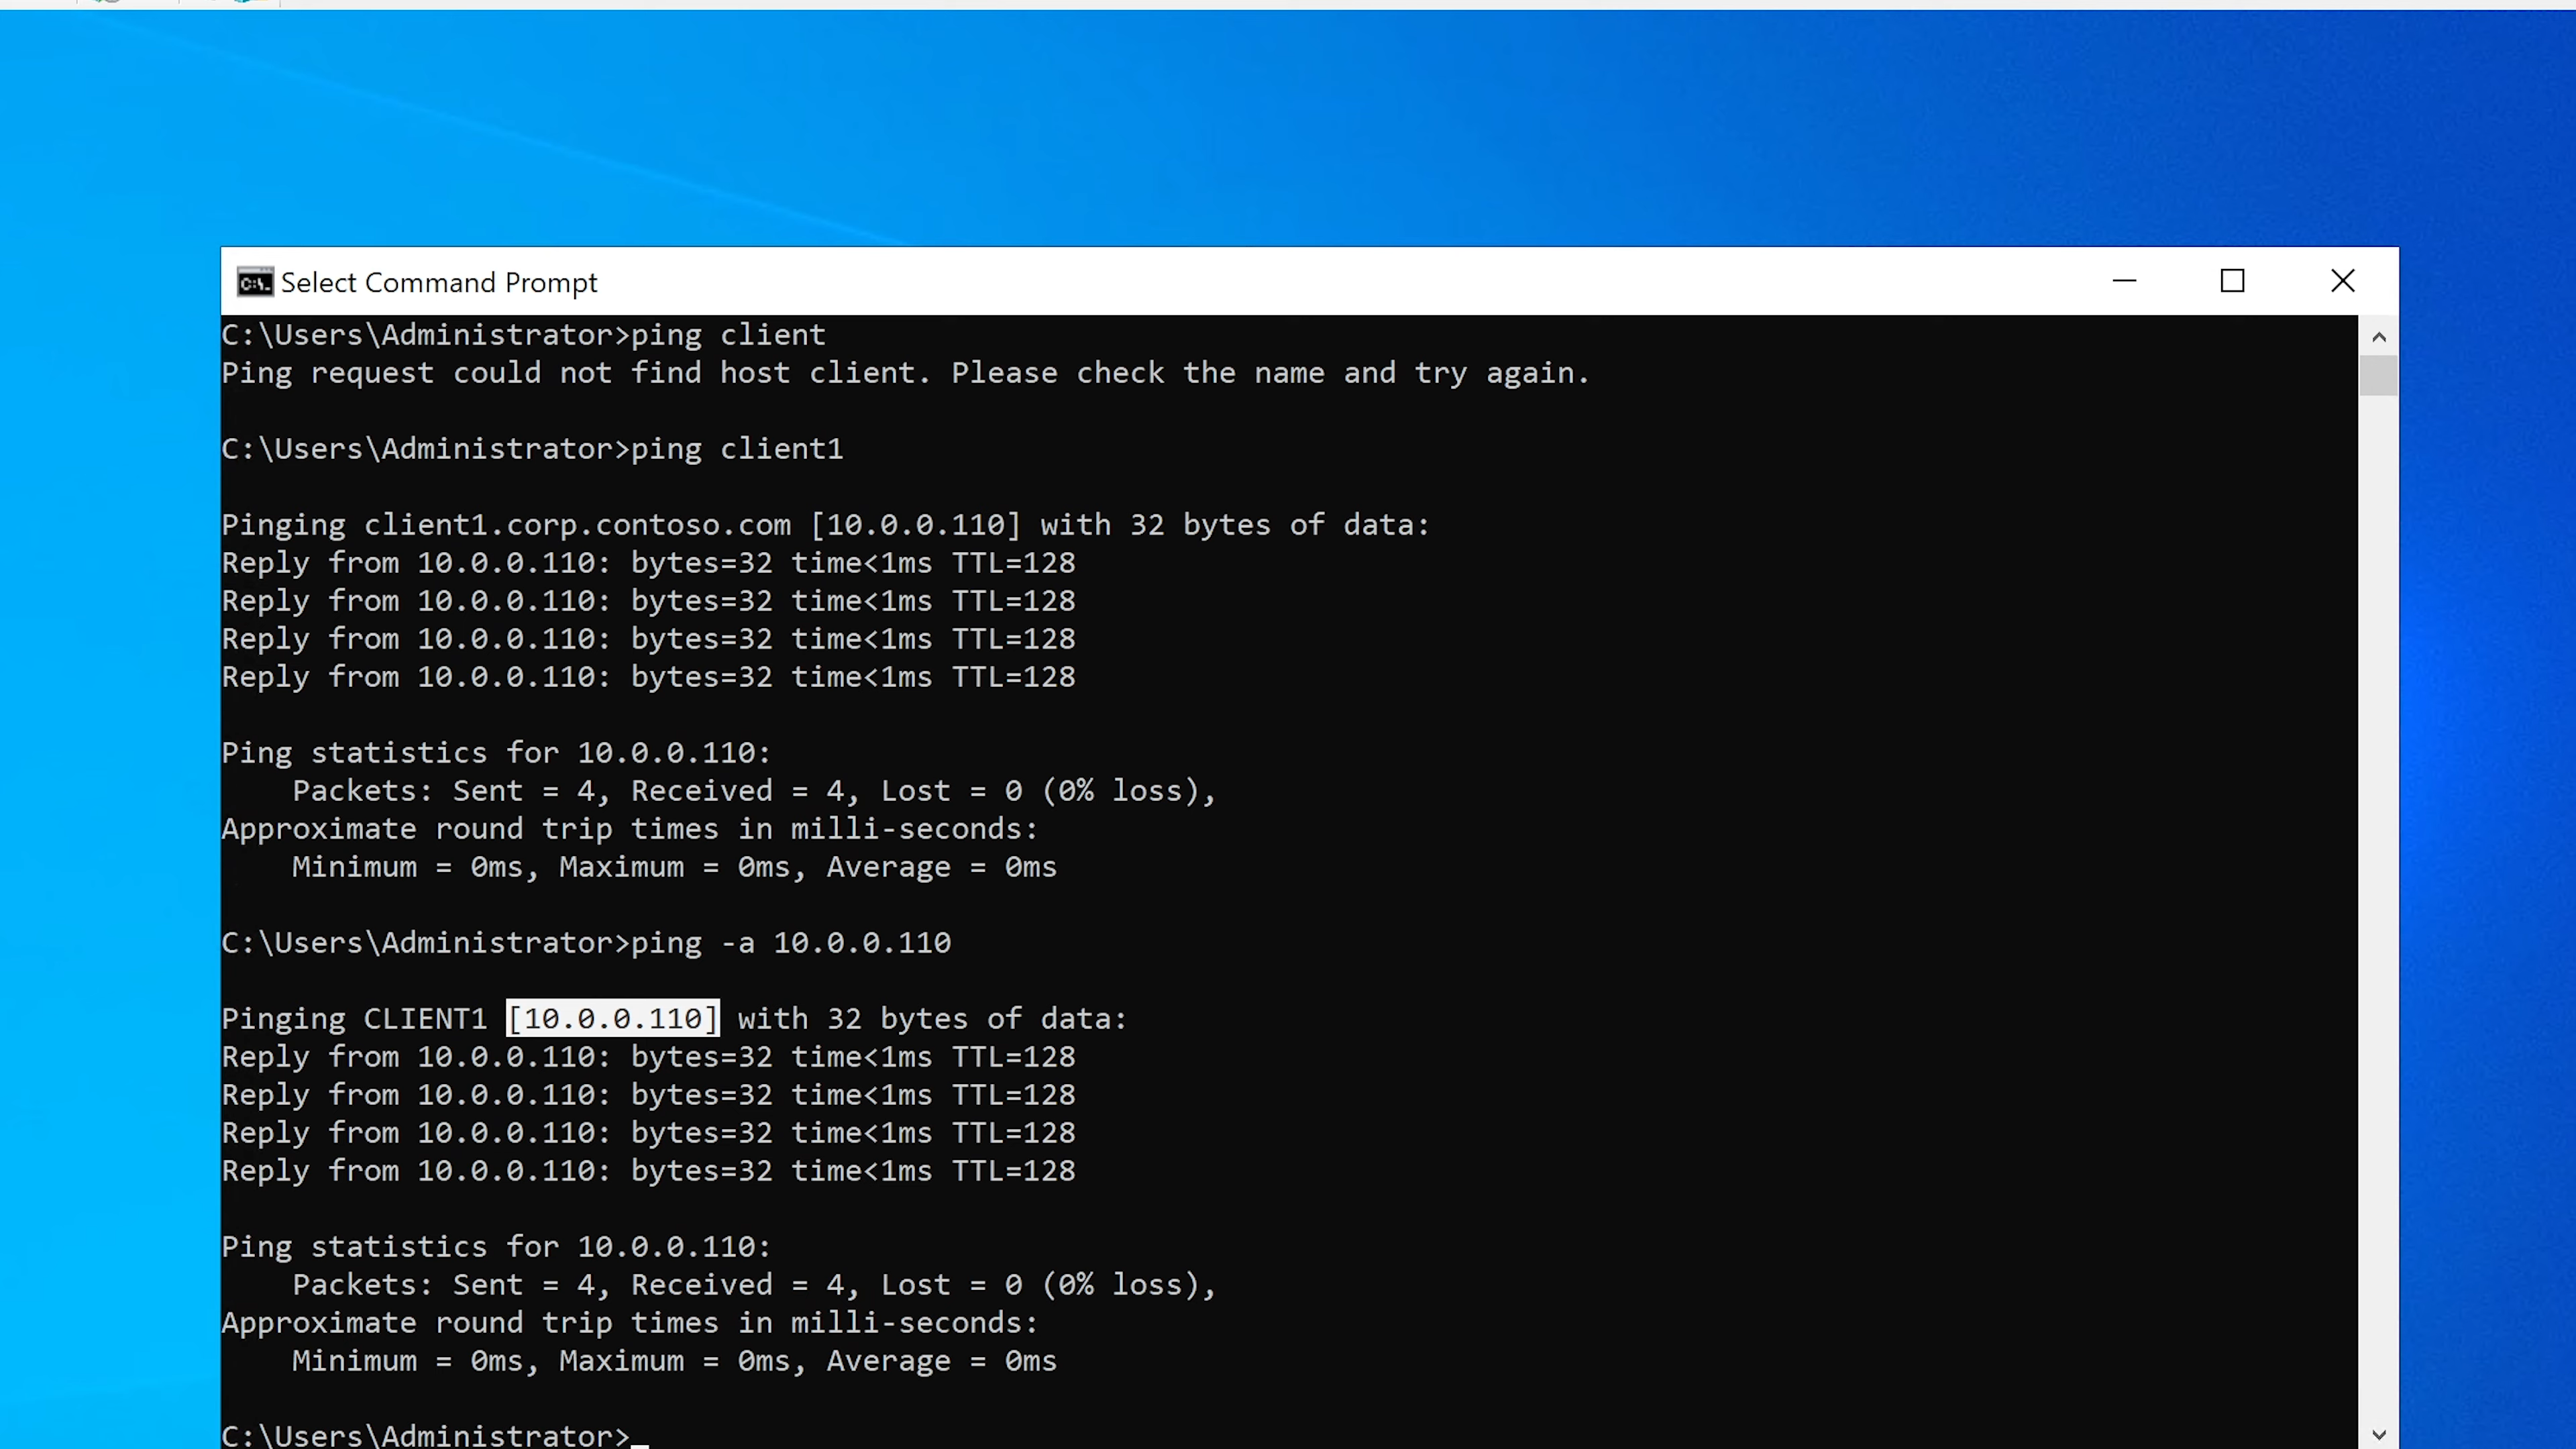 Select Command Prompt
C:\Users\Administrator>ping client
Ping request could not find host client. Please check the name and try again.
C:\Users\Administrator>ping client1
Pinging client1.corp.contoso.com [10.0.0.110] with 32 bytes of data:
Reply from 10.0.0.110: bytes=32 time<1ms TTL=128
Reply from 10.0.0.110: bytes=32 time<1ms TTL=128
Reply from 10.0.0.110: bytes=32 time<1ms TTL=128
Reply from 10.0.0.110: bytes=32 time<1ms TTL=128
Ping statistics for 10.0.0.110:
Packets: Sent = 4, Received = 4, Lost = 0 (0% loss),
Approximate round trip times in milli-seconds:
Minimum = 0ms, Maximum = 0ms, Average = 0ms
C:\Users\Administrator>ping -a 10.0.0.110
Pinging CLIENT1 [10.0.0.110] with 32 bytes of data:
Reply from 10.0.0.110: bytes=32 time<1ms TTL=128
Reply from 10.0.0.110: bytes=32 time<1ms TTL=128
Reply from 10.0.0.110: bytes=32 time<1ms TTL=128
Reply from 10.0.0.110: bytes=32 time<1ms TTL=128
Ping statistics for 10.0.0.110:
Packets: Sent = 4, Received = 4, Lost = 0 (0% loss),
Approximate round trip times in milli-seconds:
Minimum = 0ms, Maximum = 0ms, Average = 0ms
C:\Users\Administrator>_